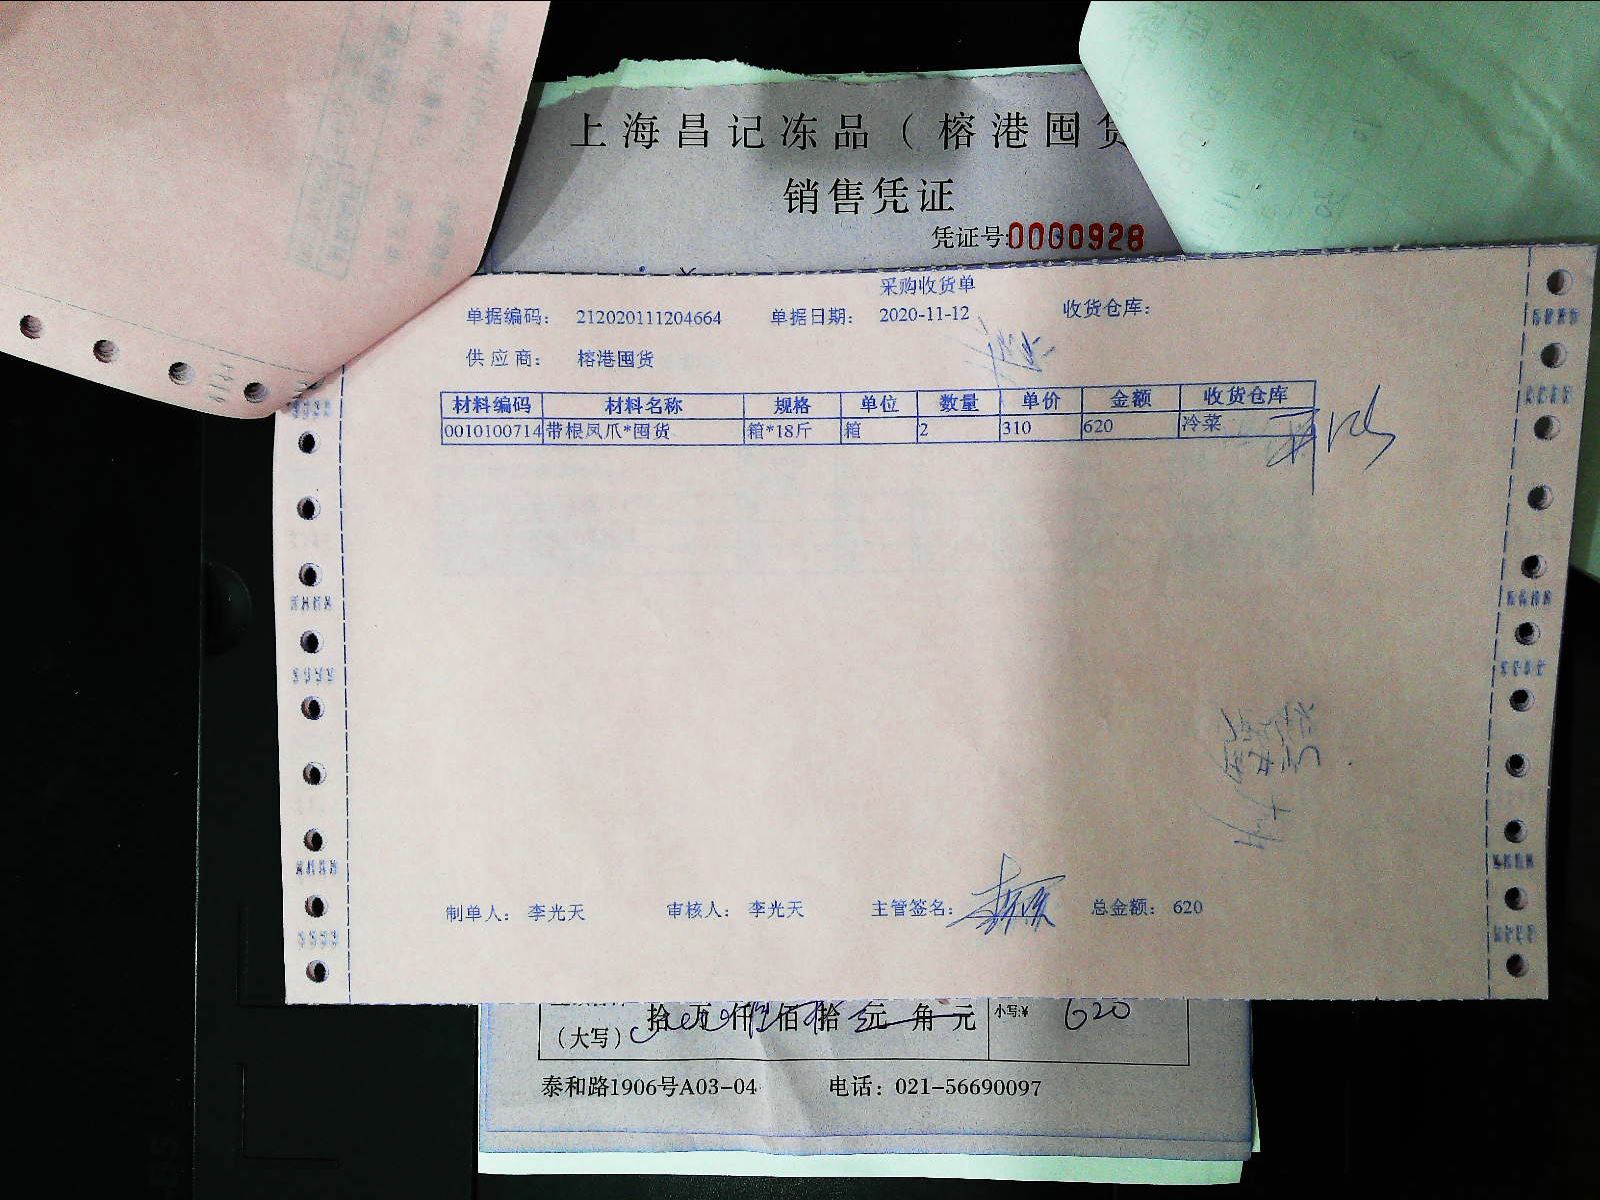 上海昌记冻品（榕港囤货
销售凭证
凭证号:0000928
采购收货单
单据编码： 212020111204664 单据日期： 2020-11-12 收货仓库：
供应商： 榕港囤货
材料编码 材料名称 规格 单位 数量 单价 金额 收货仓库
0010100714 带根凤爪*囤货 箱*18斤 箱 2 310 620 冷菜
制单人： 李光天 审核人： 李光天 主管签名： 总金额： 620
（大写） 拾 万 仟 佰 拾 元 角 元 小写:¥ 620
泰和路1906号A03-04 电话：021-56690097